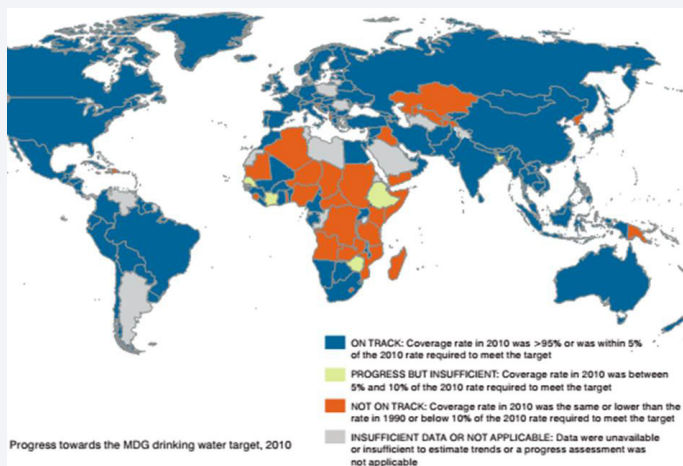 ON TRACK: Coverage rate in 2010 was >95% or was within 5%
of the 2010 rate required to meet the target
PROGRESS BUT INSUFFICIENT: Coverage rate in 2010 was between
5% and 10% of the 2010 rate required to meet the target
NOT ON TRACK: Coverage rate in 2010 was the same or lower than the
rate in 1990 or below 10% of the 2010 rate required to meet the target
INSUFFICIENT DATA OR NOT APPLICABLE: Data were unavailable
or insufficient to estimate trends or a progress assessment was
not applicable
Progress towards the MDG drinking water target, 2010